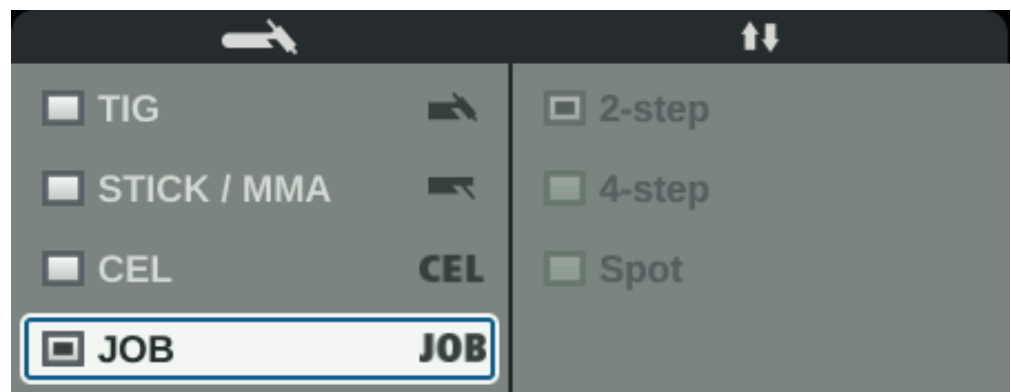 TIG
STICK / MMA
CEL CEL
JOB JOB
2-step
4-step
Spot